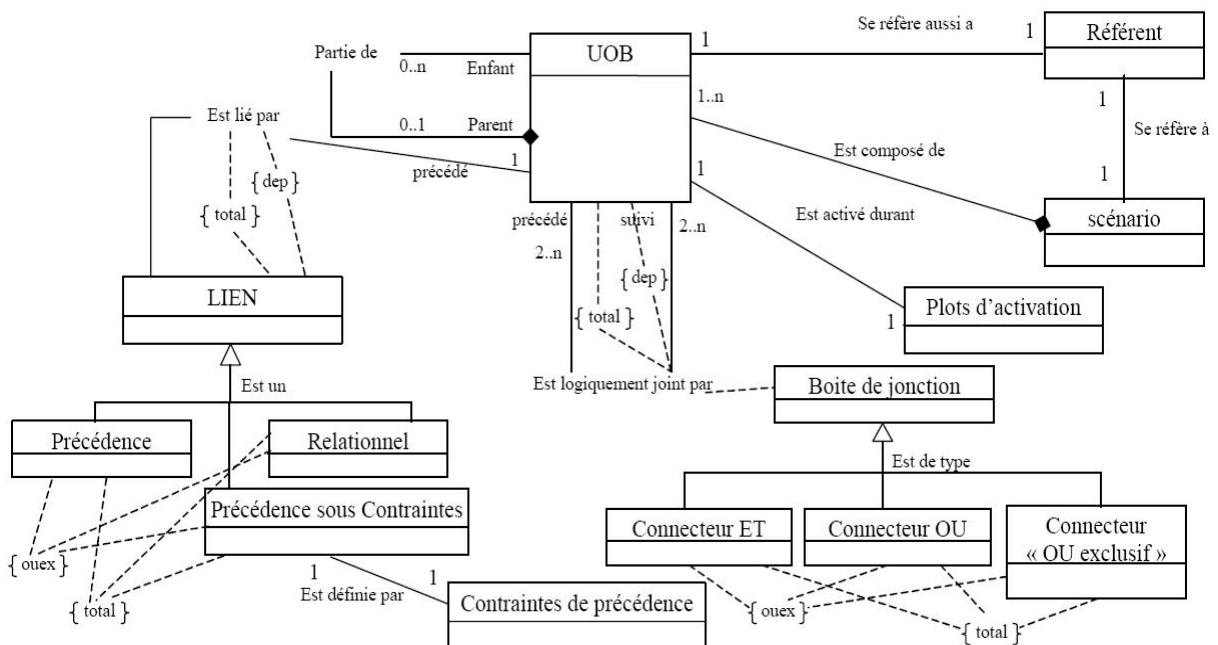 Partie de
0..n
Enfant
UOB
1
Se réfère aussi a
1
Référent
Est lié par
0..1
Parent
1..n
1
Se réfère à
{ dep }
précédé
1
Est composé de
1
1
{ total }
précédé
2..n
suivi
2..n
Est activé durant
scénario
{ dep }
LIEN
{ total }
1
Plots d'activation
Est un
Est logiquement joint par
Boite de jonction
Précédence
Relationnel
Est de type
Précédence sous Contraintes
Connecteur ET
Connecteur OU
Connecteur
« OU exclusif »
{ ouex }
{ total }
1
1
Est définie par
Contraintes de précédence
{ ouex }
{ total }